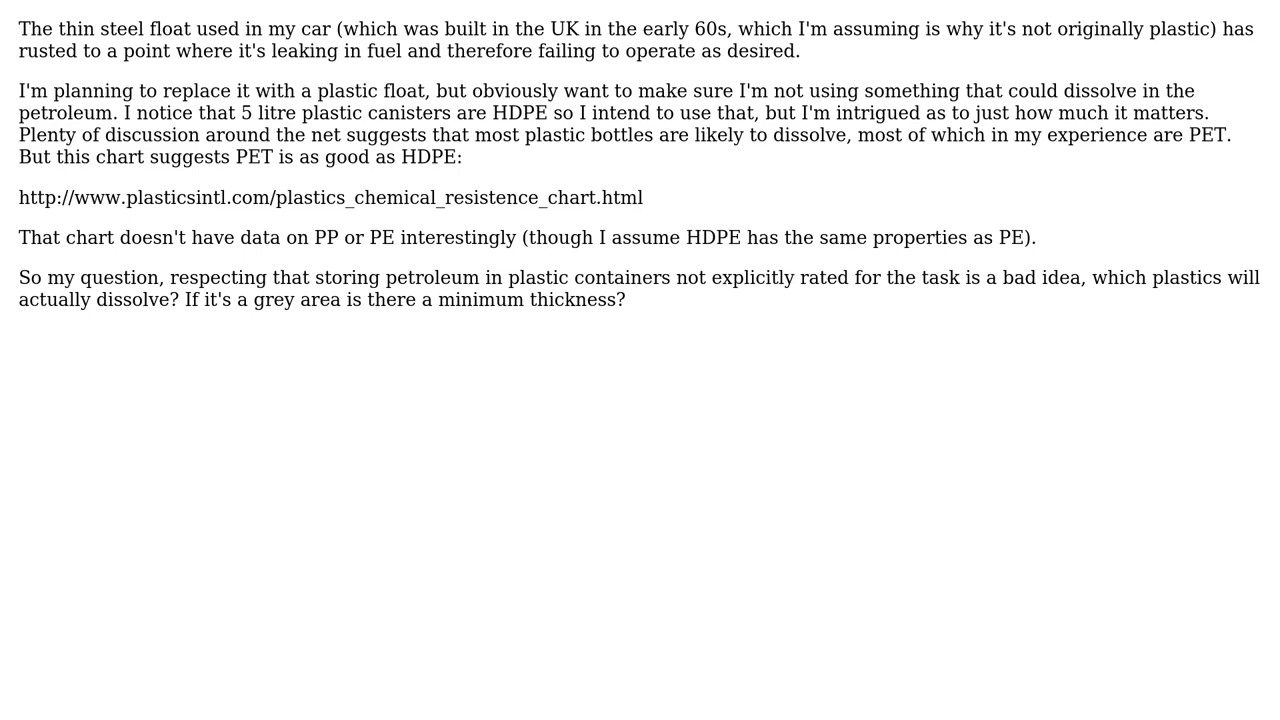 The thin steel float used in my car (which was built in the UK in the early 60s, which I'm assuming is why it's not originally plastic) has
rusted to a point where it's leaking in fuel and therefore failing to operate as desired.
I'm planning to replace it with a plastic float, but obviously want to make sure I'm not using something that could dissolve in the
petroleum. I notice that 5 litre plastic canisters are HDPE so I intend to use that, but I'm intrigued as to just how much it matters.
Plenty of discussion around the net suggests that most plastic bottles are likely to dissolve, most of which in my experience are PET.
But this chart suggests PET is as good as HDPE:
http://www.plasticsintl.com/plastics_chemical_resistence_chart.html
That chart doesn't have data on PP or PE interestingly (though I assume HDPE has the same properties as PE).
So my question, respecting that storing petroleum in plastic containers not explicitly rated for the task is a bad idea, which plastics will
actually dissolve? If it's a grey area is there a minimum thickness?